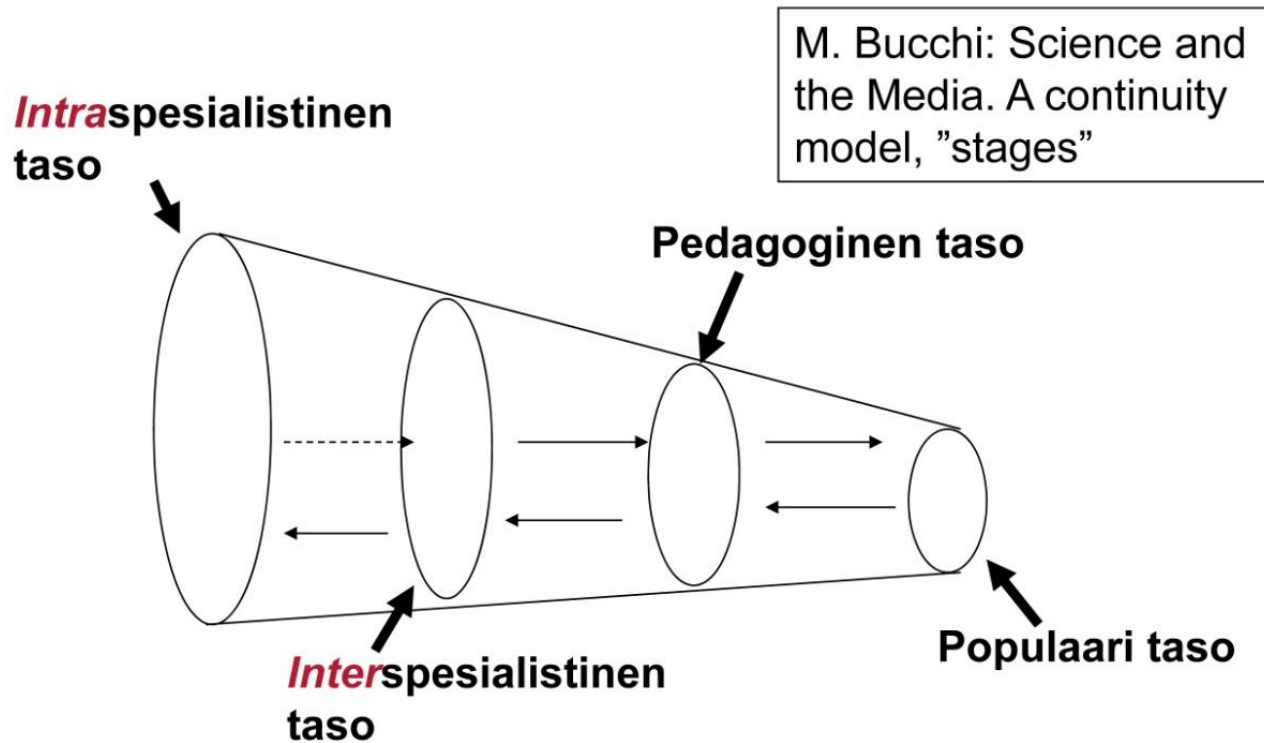 M. Bucchi: Science and
the Media. A continuity
model, ”stages”
Intraspesialistinen
taso
Pedagoginen taso
Populaari taso
Interspesialistinen
taso